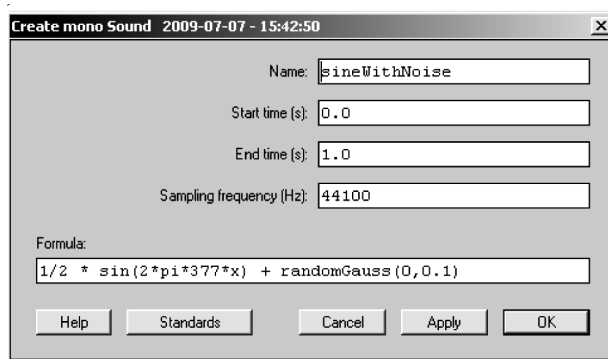 Create mono Sound 2009-07-07 - 15:42:50
Name: sineWithNoise
Start time (s): 0.0
End time (s): 1.0
Sampling frequency (Hz): 44100
Formula:
1/2 * sin(2*pi*377*x) + randomGauss(0,0.1)
Help Standards Cancel Apply OK